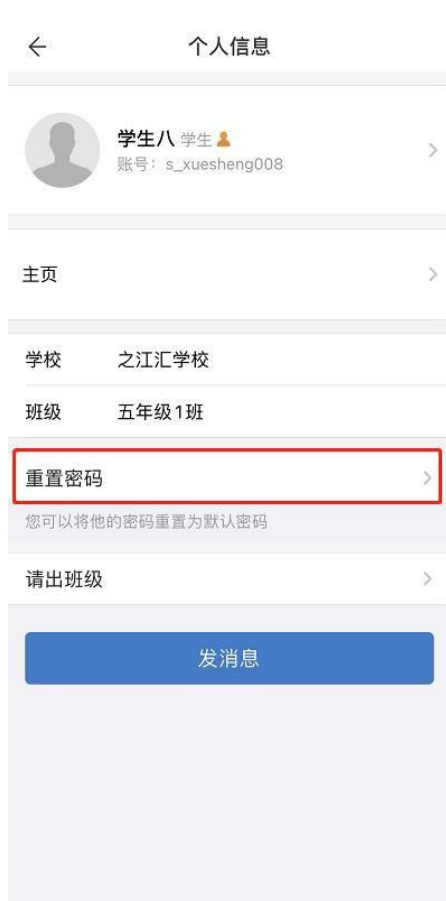 个人信息
学生八 学生
账号：s_xuesheng008
主页
学校 之江汇学校
班级 五年级1班
重置密码
您可以将他的密码重置为默认密码
请出班级
发消息